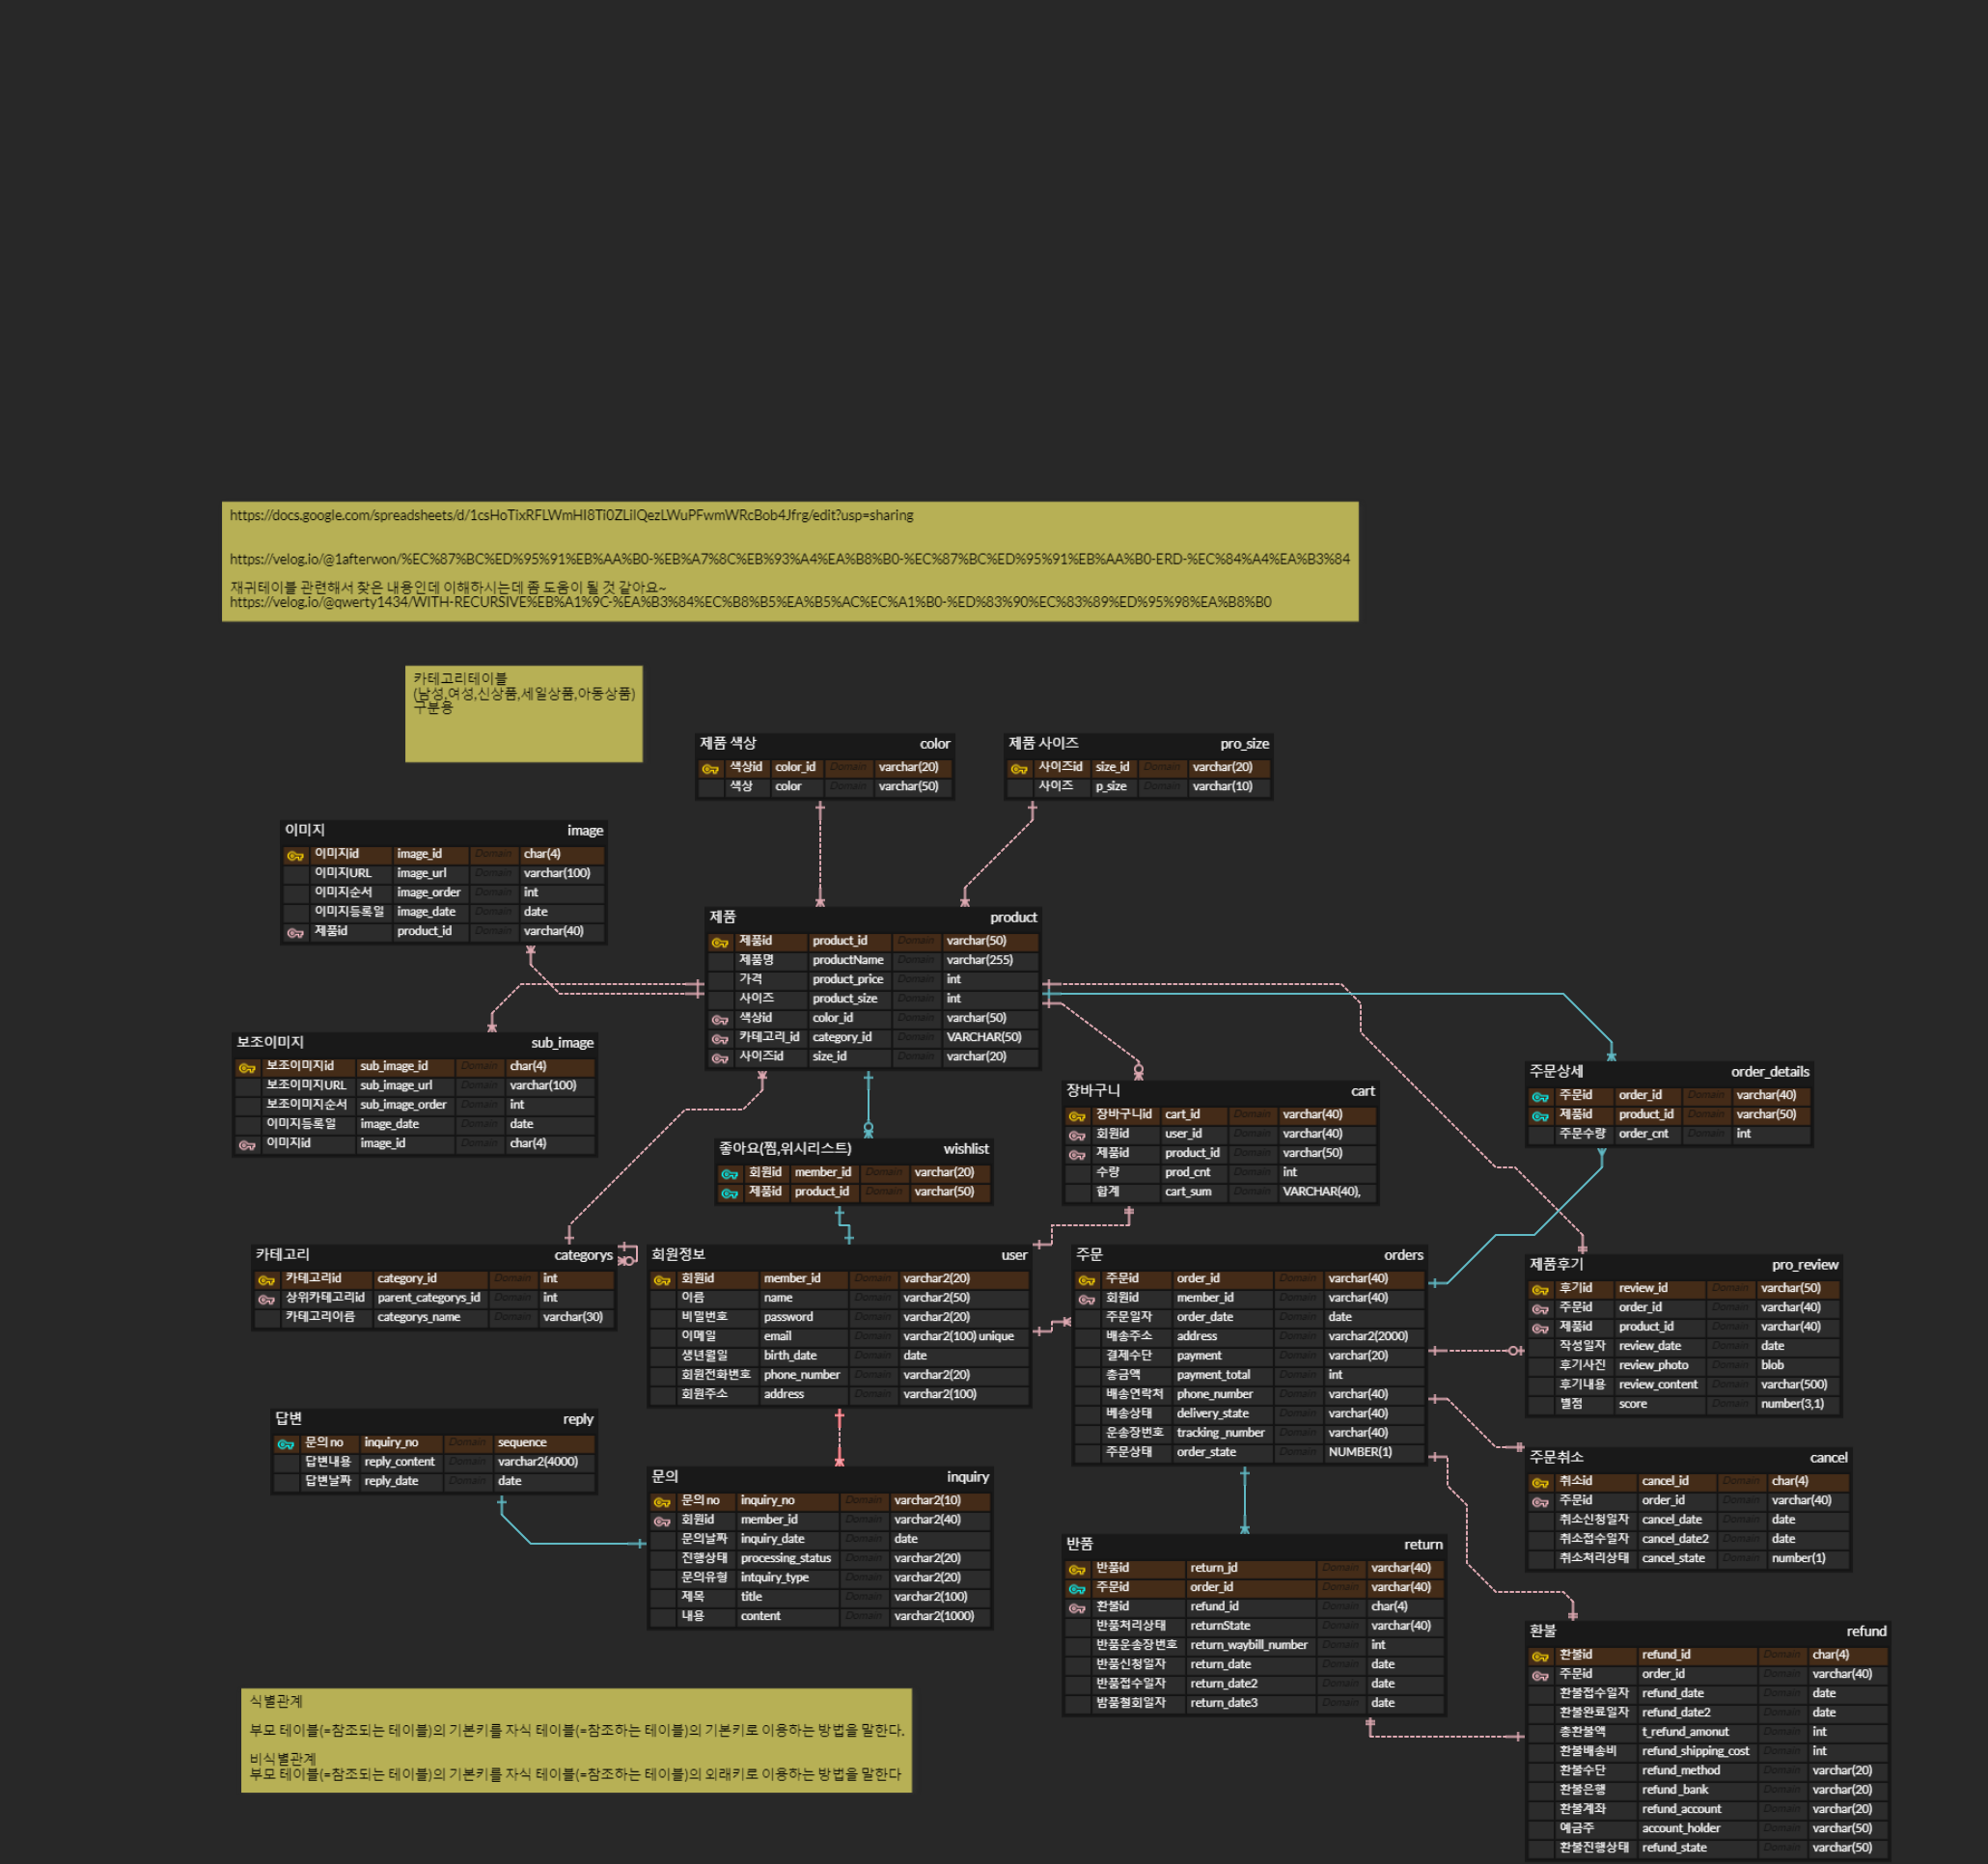 https://docs.google.com/spreadsheets/d/1csHoTixRFLWmHI8Ti0ZLiIQezLWuPFwmWRcBob4Jfrg/edit?usp=sharing
https://velog.io/@1afterwon/%EC%87%BC%ED%95%91%EB%AA%B0-%EB%A7%8C%EB%93%A4%EA%B8%B0-%EC%87%BC%ED%95%91%EB%AA%B0-ERD-%EC%84%A4%EA%B3%84
재귀테이블 관련해서 찾은 내용인데 이해하시는데 좀 도움이 될 것 같아요~
https://velog.io/@qwerty1434/WITH-RECURSIVE%EB%A1%9C-%EA%B3%84%EC%B8%B5%EA%B5%AC%EC%A1%B0-%ED%83%90%EC%83%89%ED%95%98%EA%B8%B0
카테고리테이블
(남성,여성,신상품,세일상품,아동상품)
구분용
제품 색상 color
색상id color_id Domain varchar(20)
색상 color Domain varchar(50)
제품 사이즈 pro_size
사이즈id size_id Domain varchar(20)
사이즈 p_size Domain varchar(10)
이미지 image
이미지id image_id Domain char(4)
이미지URL image_url Domain varchar(100)
이미지순서 image_order Domain int
이미지등록일 image_date Domain date
제품id product_id Domain varchar(40)
제품 product
제품id product_id Domain varchar(50)
제품명 productName Domain varchar(255)
가격 product_price Domain int
사이즈 product_size Domain int
색상id color_id Domain varchar(50)
카테고리_id category_id Domain VARCHAR(50)
사이즈id size_id Domain varchar(20)
보조이미지 sub_image
보조이미지id sub_image_id Domain char(4)
보조이미지URL sub_image_url Domain varchar(100)
보조이미지순서 sub_image_order Domain int
이미지등록일 image_date Domain date
이미지id image_id Domain char(4)
주문상세 order_details
주문id order_id Domain varchar(40)
제품id product_id Domain varchar(50)
주문수량 order_cnt Domain int
장바구니 cart
장바구니id cart_id Domain varchar(40)
회원id user_id Domain varchar(40)
제품id product_id Domain varchar(50)
수량 prod_cnt Domain int
합계 cart_sum Domain VARCHAR(40),
좋아요(찜,위시리스트) wishlist
회원id member_id Domain varchar(20)
제품id product_id Domain varchar(50)
카테고리 categorys
카테고리id category_id Domain int
상위카테고리id parent_categorys_id Domain int
카테고리이름 categorys_name Domain varchar(30)
회원정보 user
회원id member_id Domain varchar2(20)
이름 name Domain varchar2(50)
비밀번호 password Domain varchar2(20)
이메일 email Domain varchar2(100) unique
생년월일 birth_date Domain date
회원전화번호 phone_number Domain varchar2(20)
회원주소 address Domain varchar2(100)
주문 orders
주문id order_id Domain varchar(40)
회원id member_id Domain varchar(40)
주문일자 order_date Domain date
배송주소 address Domain varchar2(2000)
결제수단 payment Domain varchar(20)
총금액 payment_total Domain int
배송연락처 phone_number Domain varchar(40)
베송상태 delivery_state Domain varchar(40)
운송장번호 tracking_number Domain varchar(40)
주문상태 order_state Domain NUMBER(1)
제품후기 pro_review
후기id review_id Domain varchar(50)
주문id order_id Domain varchar(40)
제품id product_id Domain varchar(40)
작성일자 review_date Domain date
후기사진 review_photo Domain blob
후기내용 review_content Domain varchar(500)
별점 score Domain number(3,1)
답변 reply
문의 no inquiry_no Domain sequence
답변내용 reply_content Domain varchar2(4000)
답변날짜 reply_date Domain date
문의 inquiry
문의 no inquiry_no Domain varchar2(10)
회원id member_id Domain varchar2(40)
문의날짜 inquiry_date Domain date
진행상태 processing_status Domain varchar2(20)
문의유형 intquiry_type Domain varchar2(20)
제목 title Domain varchar2(100)
내용 content Domain varchar2(1000)
주문취소 cancel
취소id cancel_id Domain char(4)
주문id order_id Domain varchar(40)
취소신청일자 cancel_date Domain date
취소접수일자 cancel_date2 Domain date
취소처리상태 cancel_state Domain number(1)
반품 return
반품id return_id Domain varchar(40)
주문id order_id Domain varchar(40)
환불id refund_id Domain char(4)
반품처리상태 returnState Domain varchar(40)
반품운송장번호 return_waybill_number Domain int
반품신청일자 return_date Domain date
반품접수일자 return_date2 Domain date
밤품철회일자 return_date3 Domain date
환불 refund
환불id refund_id Domain char(4)
주문id order_id Domain varchar(40)
환불접수일자 refund_date Domain date
환불완료일자 refund_date2 Domain date
총환불액 t_refund_amonut Domain int
환불배송비 refund_shipping_cost Domain int
환불수단 refund_method Domain varchar(20)
환불은행 refund_bank Domain varchar(20)
환불계좌 refund_account Domain varchar(20)
예금주 account_holder Domain varchar(50)
환불진행상태 refund_state Domain varchar(50)
식별관계
부모 테이블(=참조되는 테이블)의 기본키를 자식 테이블(=참조하는 테이블)의 기본키로 이용하는 방법을 말한다.
비식별관계
부모 테이블(=참조되는 테이블)의 기본키를 자식 테이블(=참조하는 테이블)의 외래키로 이용하는 방법을 말한다